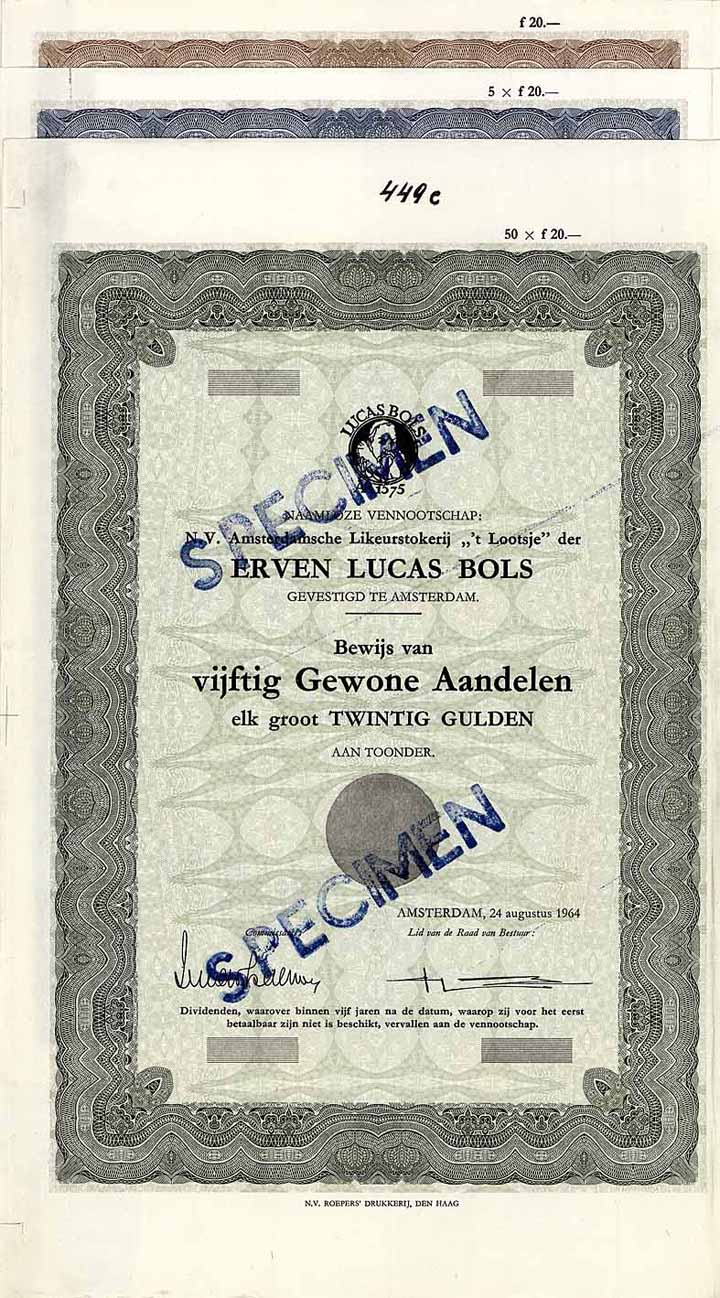 f 20.—
5 × f 20.—
449 c
50 × f 20.—
LUCAS BOLS
Aº 1575
SPECIMEN
NAAMLOZE VENNOOTSCHAP:
N.V. Amsterdamsche Likeurstokerij „'t Lootsje” der
ERVEN LUCAS BOLS
GEVESTIGD TE AMSTERDAM.
Bewijs van
vijftig Gewone Aandelen
elk groot TWINTIG GULDEN
AAN TOONDER.
SPECIMEN
AMSTERDAM, 24 augustus 1964
Commissaris:
Lid van de Raad van Bestuur:
Dividenden, waarover binnen vijf jaren na de datum, waarop zij voor het eerst
betaalbaar zijn niet is beschikt, vervallen aan de vennootschap.
N.V. ROEPERS' DRUKKERIJ, DEN HAAG